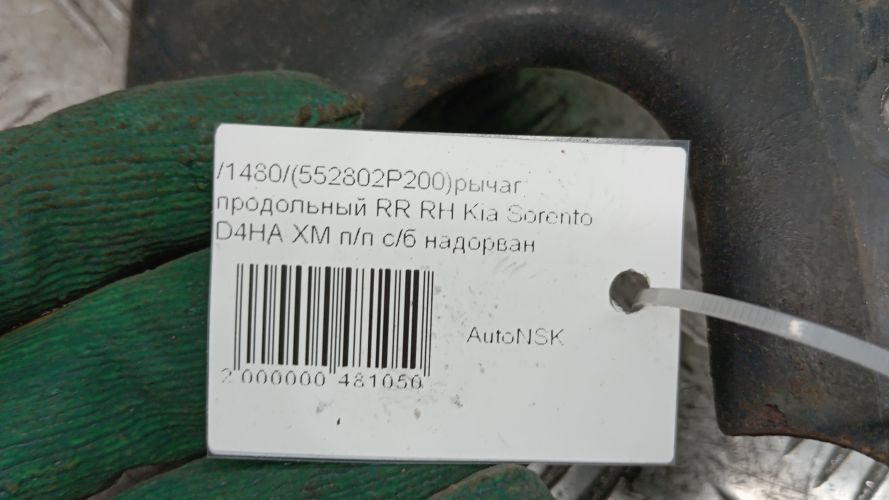 /1480/(552802P200)рычаг
продольный RR RH Kia Sorento
D4HA XM п/п с/б надорван
AutoNSK
2 000000 481050